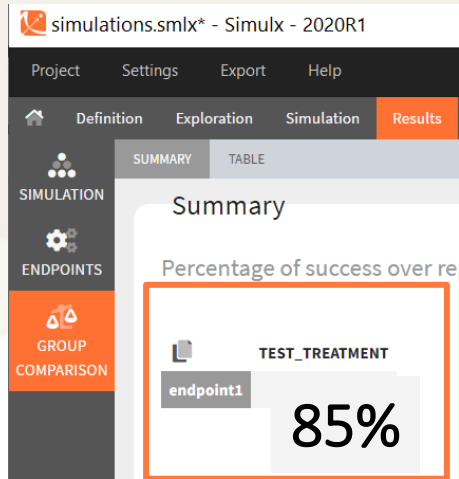 simulations.smlx* - Simulx - 2020R1
Project Settings Export Help
Definition Exploration Simulation Results
SUMMARY TABLE
SIMULATION
ENDPOINTS
GROUP
COMPARISON
Summary
Percentage of success over
TEST_TREATMENT
endpoint1
85%